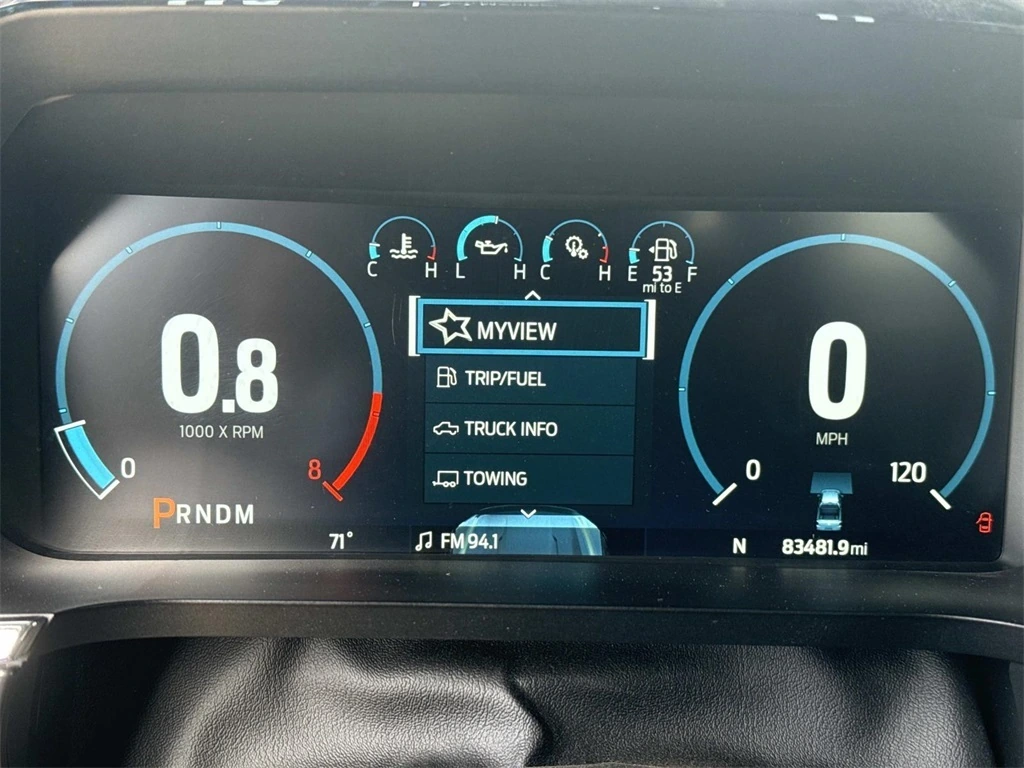 C H
L H
C H
E 53 F
mi to E
MYVIEW
TRIP/FUEL
TRUCK INFO
TOWING
0.8
1000 X RPM
0 8
PRNDM
0
MPH
0 120
71°
FM 94.1
N
83481.9 mi